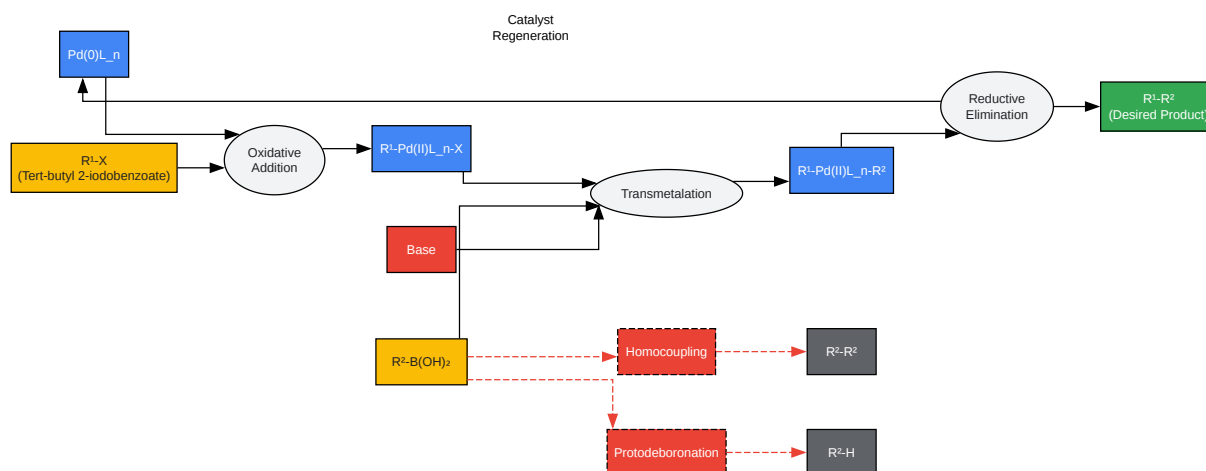 Catalyst
Regeneration
Pd(0)L_n
R¹-X
(Tert-butyl 2-iodobenzoate)
Oxidative
Addition
R¹-Pd(II)L_n-X
Base
R²-B(OH)₂
Transmetalation
R¹-Pd(II)L_n-R²
Reductive
Elimination
R¹-R²
(Desired Product)
Homocoupling
R²-R²
Protodeboronation
R²-H